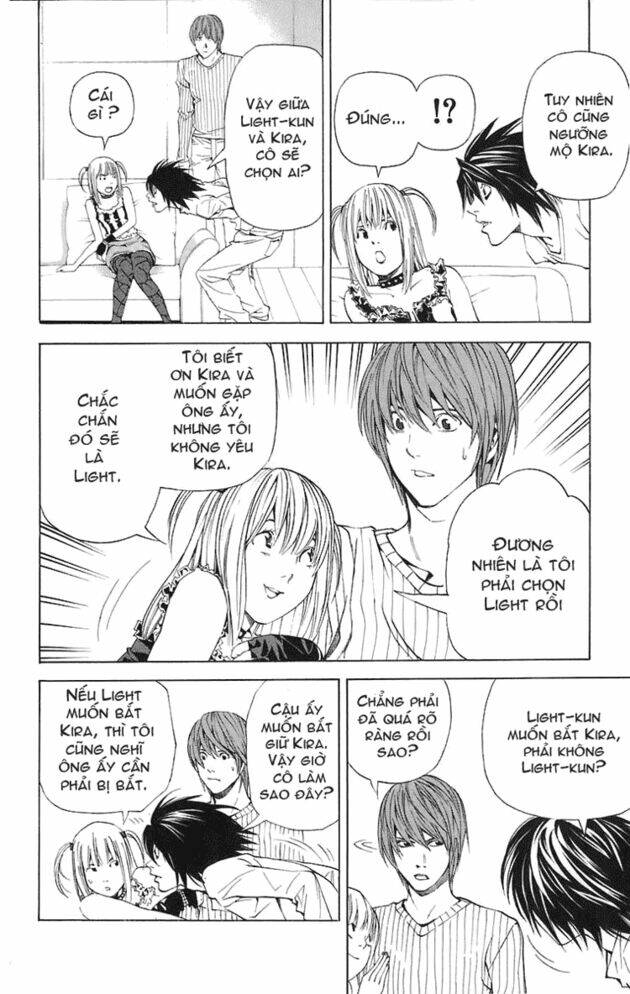 Tuy nhiên
cô cũng
ngưỡng
mộ Kira.
!?
Đúng...
Vậy giữa
Light-kun
và Kira,
cô sẽ
chọn ai?
Cái
gì?
Đương
nhiên là tôi
phải chọn
Light rồi
Tôi biết
ơn Kira và
muốn gặp
ông ấy,
nhưng tôi
không yêu
Kira.
Chắc
chắn
đó sẽ
là
Light.
Light-kun
muốn bắt Kira,
phải không
Light-kun?
Chẳng phải
đã quá rõ
ràng rồi
sao?
Cậu ấy
muốn bắt
giữ Kira.
Vậy giờ
cô làm
sao đây?
Nếu Light
muốn bắt
Kira, thì tôi
cũng nghĩ
ông ấy cần
phải bị bắt.